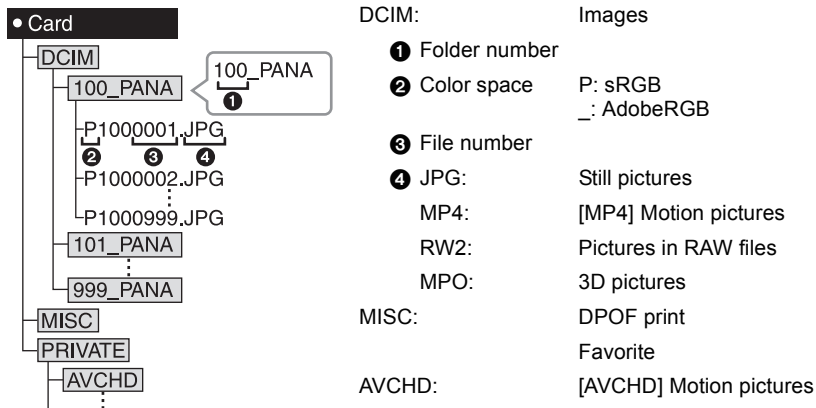 ● Card
DCIM
100_PANA
100_PANA
❶
P1000001.JPG
❷ ❸ ❹
P1000002.JPG
P1000999.JPG
101_PANA
999_PANA
MISC
PRIVATE
AVCHD
DCIM: Images
❶ Folder number
❷ Color space P: sRGB
_: AdobeRGB
❸ File number
❹ JPG: Still pictures
MP4: [MP4] Motion pictures
RW2: Pictures in RAW files
MPO: 3D pictures
MISC: DPOF print
Favorite
AVCHD: [AVCHD] Motion pictures